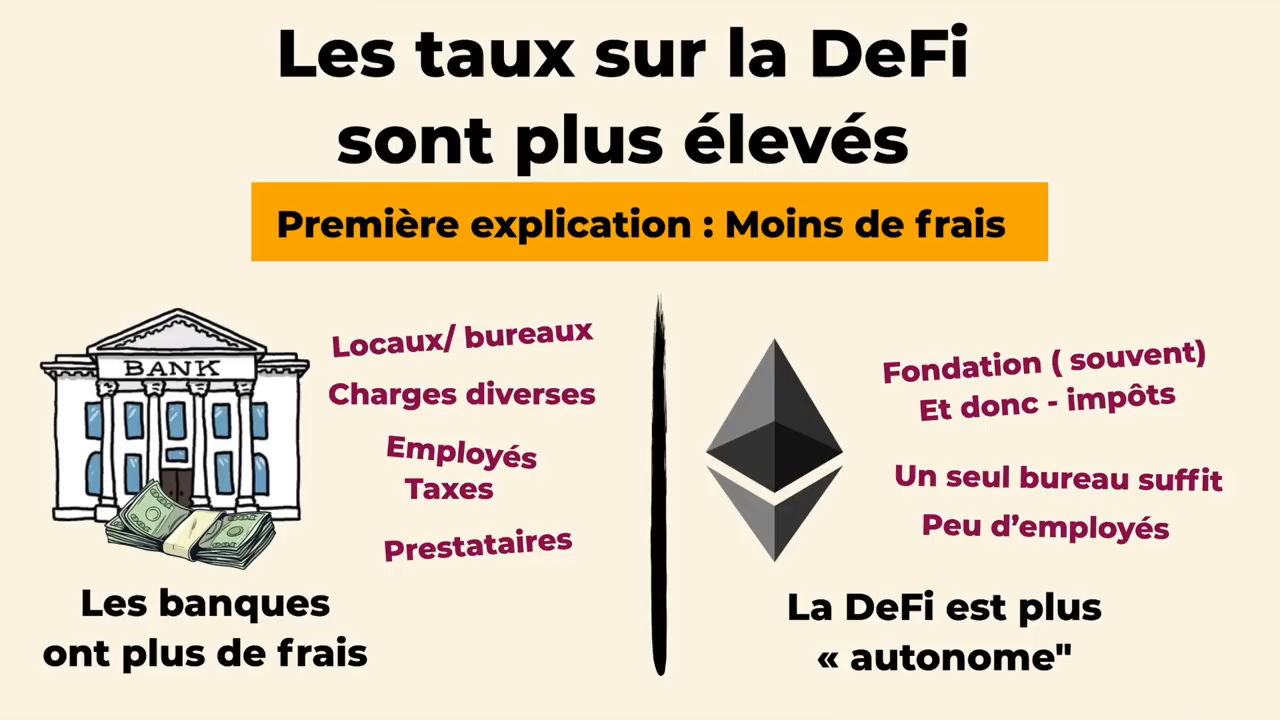 Les taux sur la DeFi
sont plus élevés
Première explication : Moins de frais
BANK
Locaux/ bureaux
Charges diverses
Employés
Taxes
Prestataires
Les banques
ont plus de frais
Fondation ( souvent)
Et donc - impôts
Un seul bureau suffit
Peu d’employés
La DeFi est plus
« autonome"